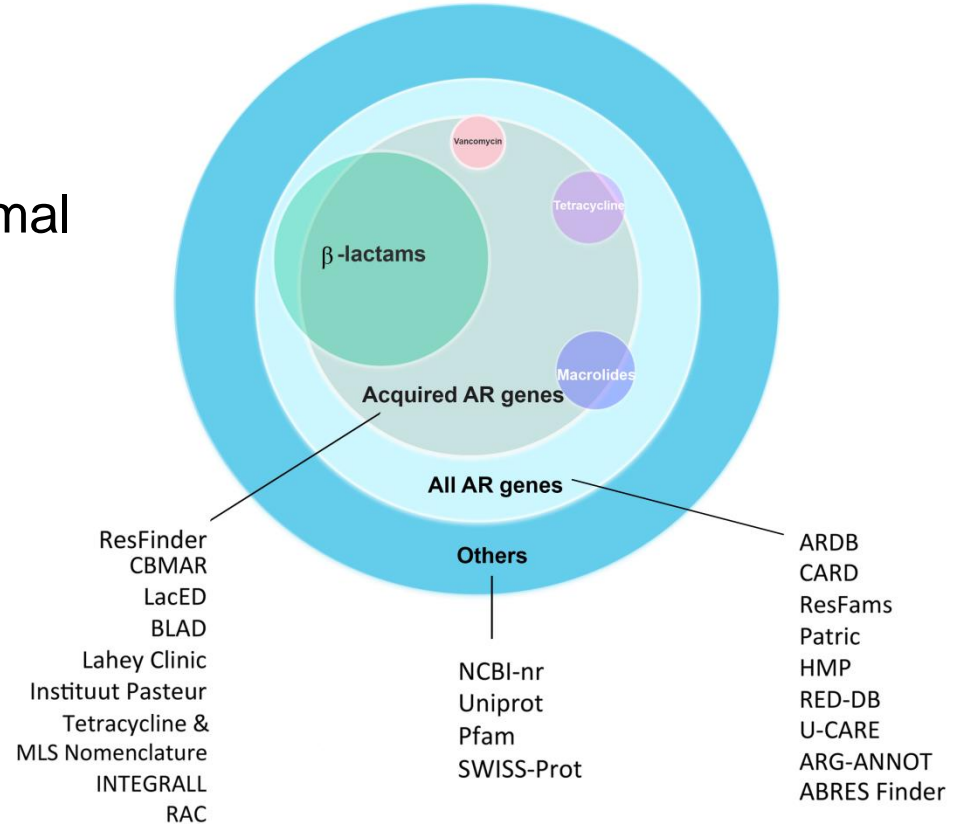 mal
Vancomycin
Tetracycline
β-lactams
Macrolides
Acquired AR genes
All AR genes
Others
ResFinder
CBMAR
LacED
BLAD
Lahey Clinic
Instituut Pasteur
Tetracycline &
MLS Nomenclature
INTEGRALL
RAC
NCBI-nr
Uniprot
Pfam
SWISS-Prot
ARDB
CARD
ResFams
Patric
HMP
RED-DB
U-CARE
ARG-ANNOT
ABRES Finder